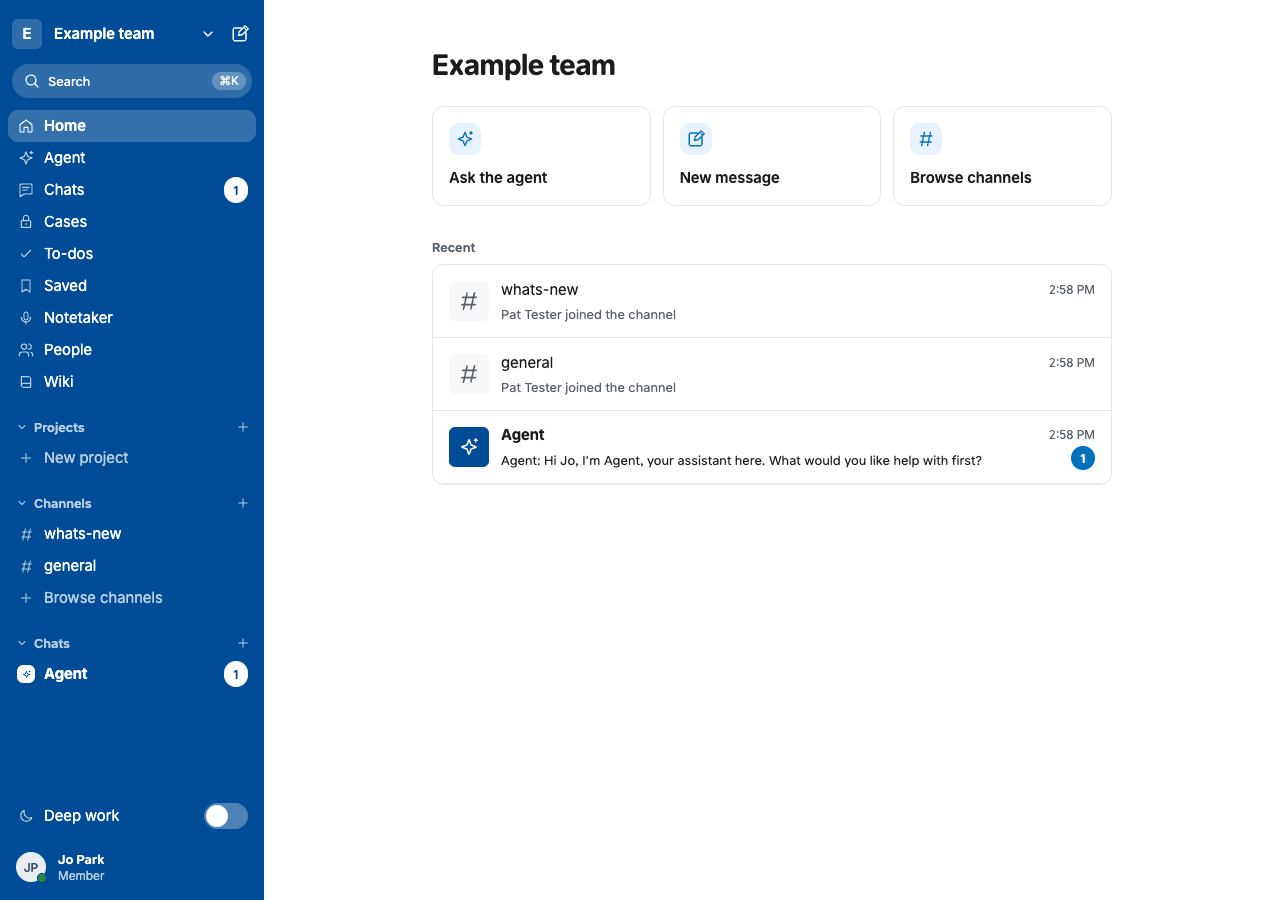 E Example team
Search ⌘K
Home
Agent
Chats 1
Cases
To-dos
Saved
Notetaker
People
Wiki
Projects
New project
Channels
whats-new
general
Browse channels
Chats
Agent 1
Deep work
JP Jo Park
Member
Example team
Ask the agent
New message
Browse channels
Recent
whats-new 2:58 PM
Pat Tester joined the channel
general 2:58 PM
Pat Tester joined the channel
Agent 2:58 PM
Agent: Hi Jo, I'm Agent, your assistant here. What would you like help with first? 1